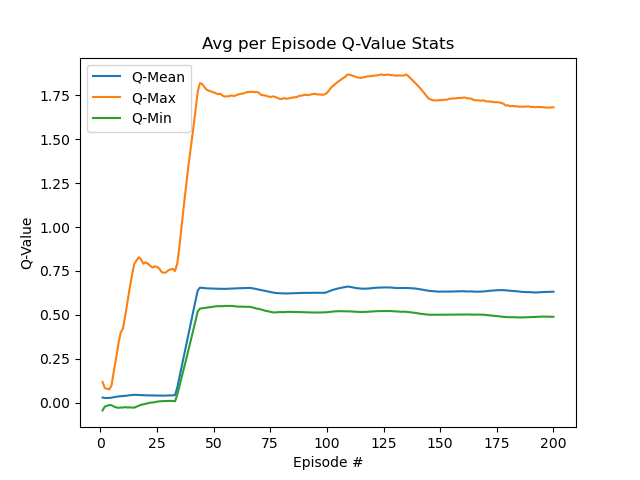 Avg per Episode Q-Value Stats
Q-Mean
Q-Max
Q-Min
Q-Value
1.75
1.50
1.25
1.00
0.75
0.50
0.25
0.00
0 25 50 75 100 125 150 175 200
Episode #